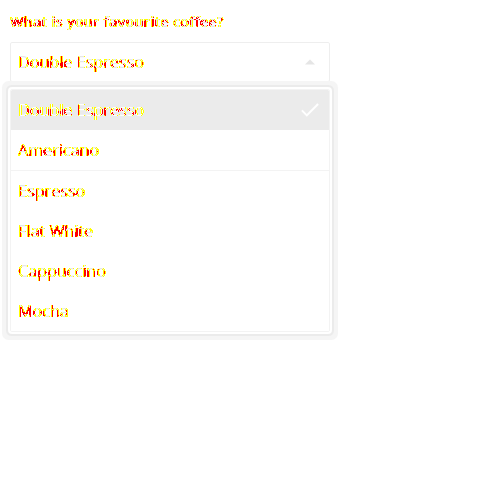 What is your favourite coffee?
Double Espresso
Double Espresso
Americano
Espresso
Flat White
Cappuccino
Mocha